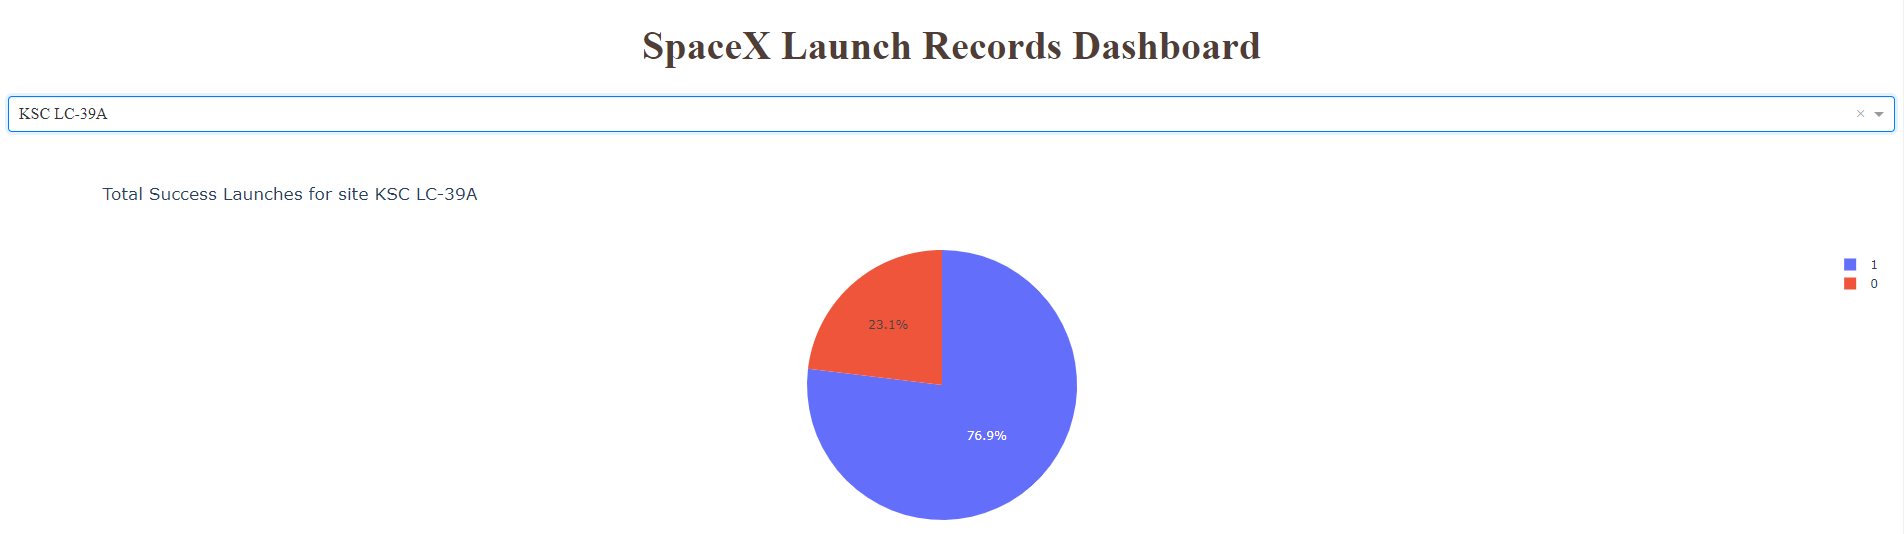 SpaceX Launch Records Dashboard
KSC LC-39A
Total Success Launches for site KSC LC-39A
1
0
23.1%
76.9%